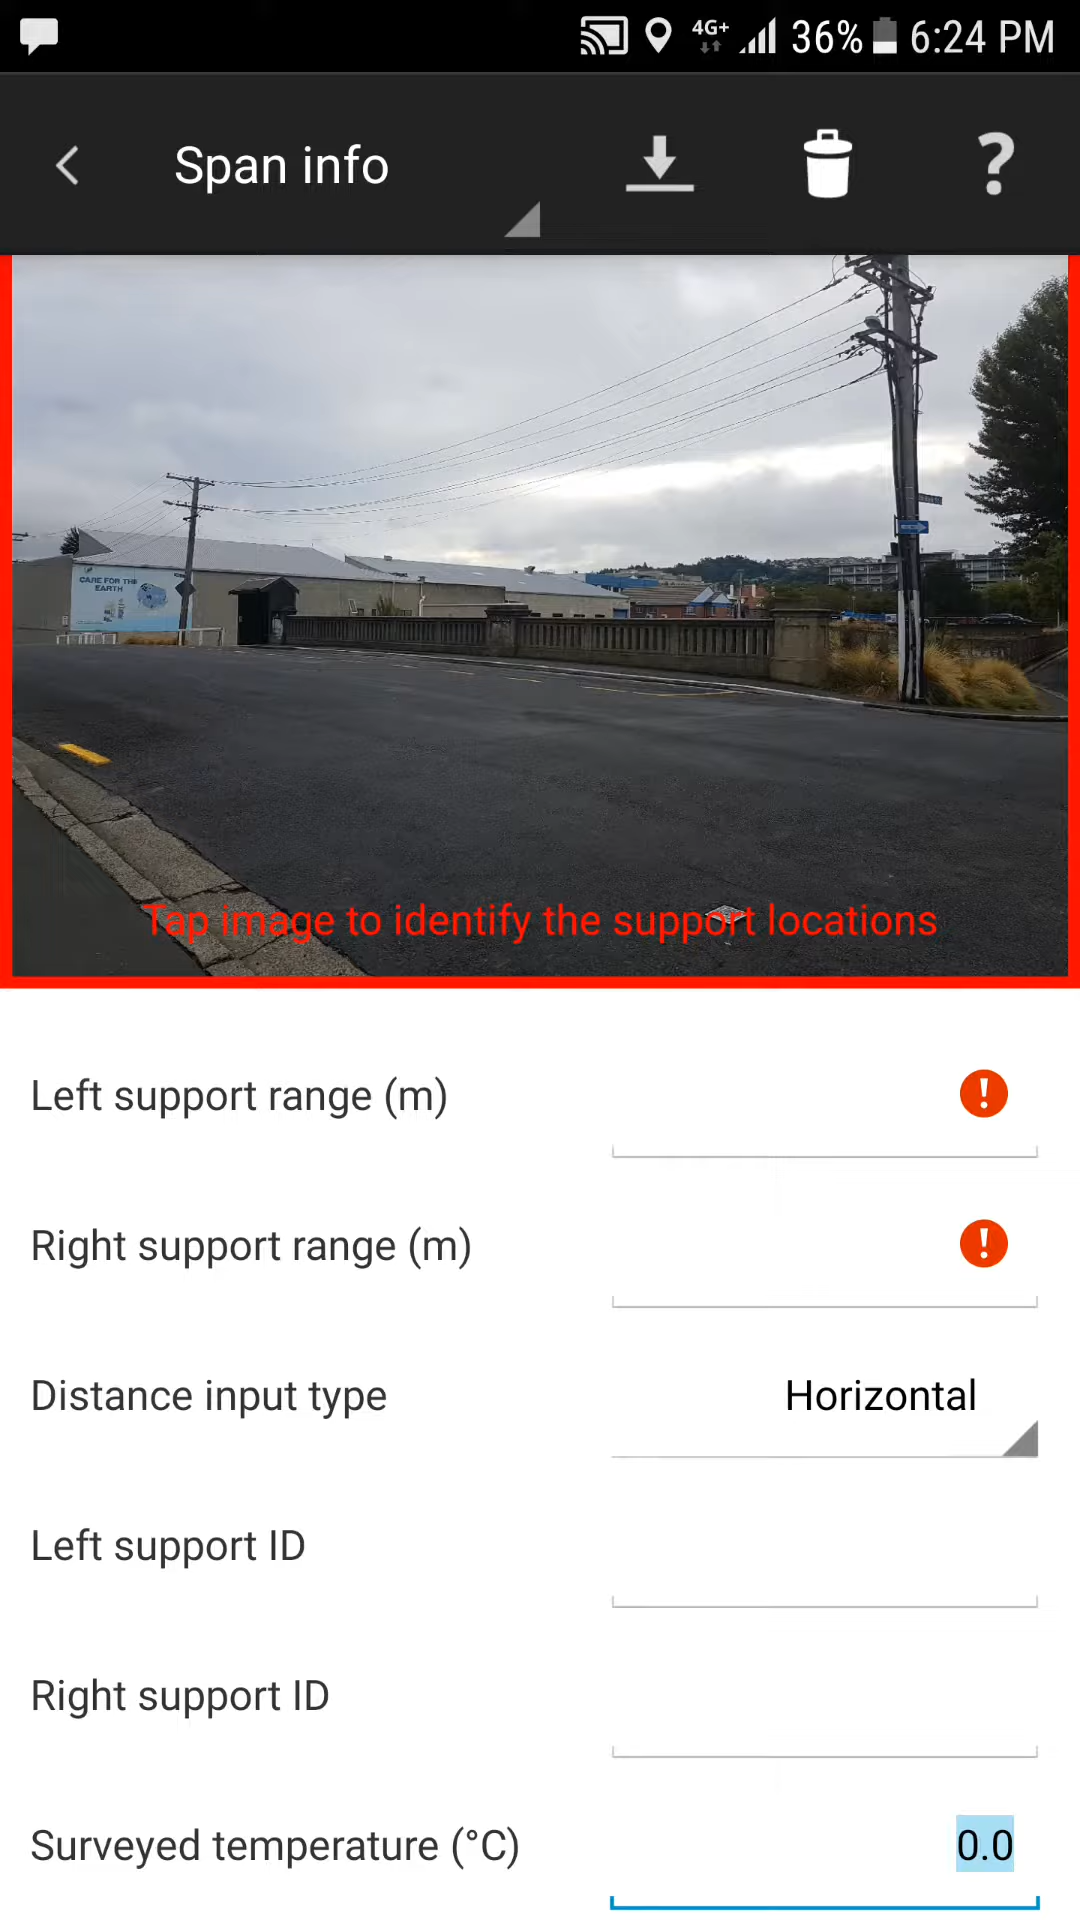 4G+ 36% 6:24 PM
Span info
?
CARE FOR THE
EARTH
Tap image to identify the support locations
Left support range (m)
!
Right support range (m)
!
Distance input type
Horizontal
Left support ID
Right support ID
Surveyed temperature (°C)
0.0